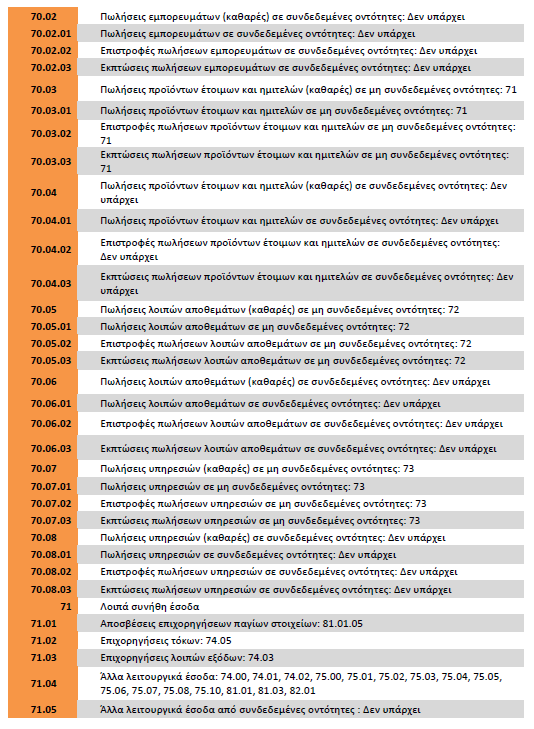 70.02 Πωλήσεις εμπορευμάτων (καθαρές) σε συνδεδεμένες οντότητες: Δεν υπάρχει
70.02.01 Πωλήσεις εμπορευμάτων σε συνδεδεμένες οντότητες: Δεν υπάρχει
70.02.02 Επιστροφές πωλήσεων εμπορευμάτων σε συνδεδεμένες οντότητες: Δεν υπάρχει
70.02.03 Εκπτώσεις πωλήσεων εμπορευμάτων σε συνδεδεμένες οντότητες: Δεν υπάρχει
70.03 Πωλήσεις προϊόντων έτοιμων και ημιτελών (καθαρές) σε μη συνδεδεμένες οντότητες: 71
70.03.01 Πωλήσεις προϊόντων έτοιμων και ημιτελών σε μη συνδεδεμένες οντότητες: 71
70.03.02 Επιστροφές πωλήσεων προϊόντων έτοιμων και ημιτελών σε μη συνδεδεμένες οντότητες:
71
70.03.03 Εκπτώσεις πωλήσεων προϊόντων έτοιμων και ημιτελών σε μη συνδεδεμένες οντότητες:
71
70.04 Πωλήσεις προϊόντων έτοιμων και ημιτελών (καθαρές) σε συνδεδεμένες οντότητες: Δεν
υπάρχει
70.04.01 Πωλήσεις προϊόντων έτοιμων και ημιτελών σε συνδεδεμένες οντότητες: Δεν υπάρχει
70.04.02 Επιστροφές πωλήσεων προϊόντων έτοιμων και ημιτελών σε συνδεδεμένες οντότητες:
Δεν υπάρχει
70.04.03 Εκπτώσεις πωλήσεων προϊόντων έτοιμων και ημιτελών σε συνδεδεμένες οντότητες: Δεν
υπάρχει
70.05 Πωλήσεις λοιπών αποθεμάτων (καθαρές) σε μη συνδεδεμένες οντότητες: 72
70.05.01 Πωλήσεις λοιπών αποθεμάτων σε μη συνδεδεμένες οντότητες: 72
70.05.02 Επιστροφές πωλήσεων λοιπών αποθεμάτων σε μη συνδεδεμένες οντότητες: 72
70.05.03 Εκπτώσεις πωλήσεων λοιπών αποθεμάτων σε μη συνδεδεμένες οντότητες: 72
70.06 Πωλήσεις λοιπών αποθεμάτων (καθαρές) σε συνδεδεμένες οντότητες: Δεν υπάρχει
70.06.01 Πωλήσεις λοιπών αποθεμάτων σε συνδεδεμένες οντότητες: Δεν υπάρχει
70.06.02 Επιστροφές πωλήσεων λοιπών αποθεμάτων σε συνδεδεμένες οντότητες: Δεν υπάρχει
70.06.03 Εκπτώσεις πωλήσεων λοιπών αποθεμάτων σε συνδεδεμένες οντότητες: Δεν υπάρχει
70.07 Πωλήσεις υπηρεσιών (καθαρές) σε μη συνδεδεμένες οντότητες: 73
70.07.01 Πωλήσεις υπηρεσιών σε μη συνδεδεμένες οντότητες: 73
70.07.02 Επιστροφές πωλήσεων υπηρεσιών σε μη συνδεδεμένες οντότητες: 73
70.07.03 Εκπτώσεις πωλήσεων υπηρεσιών σε μη συνδεδεμένες οντότητες: 73
70.08 Πωλήσεις υπηρεσιών (καθαρές) σε συνδεδεμένες οντότητες: Δεν υπάρχει
70.08.01 Πωλήσεις υπηρεσιών σε συνδεδεμένες οντότητες: Δεν υπάρχει
70.08.02 Επιστροφές πωλήσεων υπηρεσιών σε συνδεδεμένες οντότητες: Δεν υπάρχει
70.08.03 Εκπτώσεις πωλήσεων υπηρεσιών σε συνδεδεμένες οντότητες: Δεν υπάρχει
71 Λοιπά συνήθη έσοδα
71.01 Αποσβέσεις επιχορηγήσεων παγίων στοιχείων: 81.01.05
71.02 Επιχορηγήσεις τόκων: 74.05
71.03 Επιχορηγήσεις λοιπών εξόδων: 74.03
71.04 Άλλα λειτουργικά έσοδα: 74.00, 74.01, 74.02, 75.00, 75.01, 75.02, 75.03, 75.04, 75.05,
75.06, 75.07, 75.08, 75.10, 81.01, 81.03, 82.01
71.05 Άλλα λειτουργικά έσοδα από συνδεδεμένες οντότητες : Δεν υπάρχει